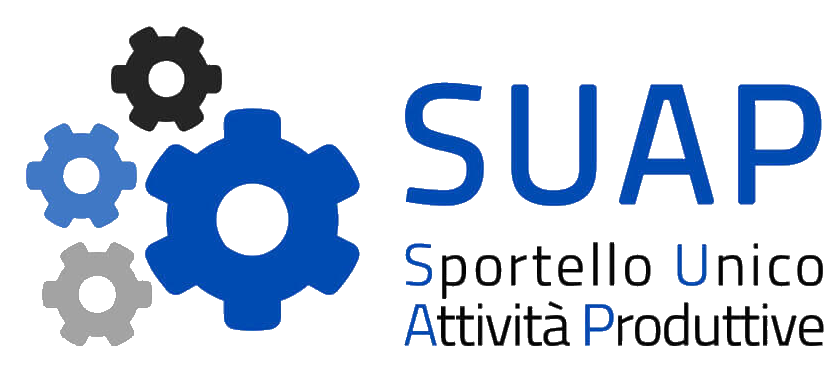 SUAP
Sportello Unico
Attività Produttive